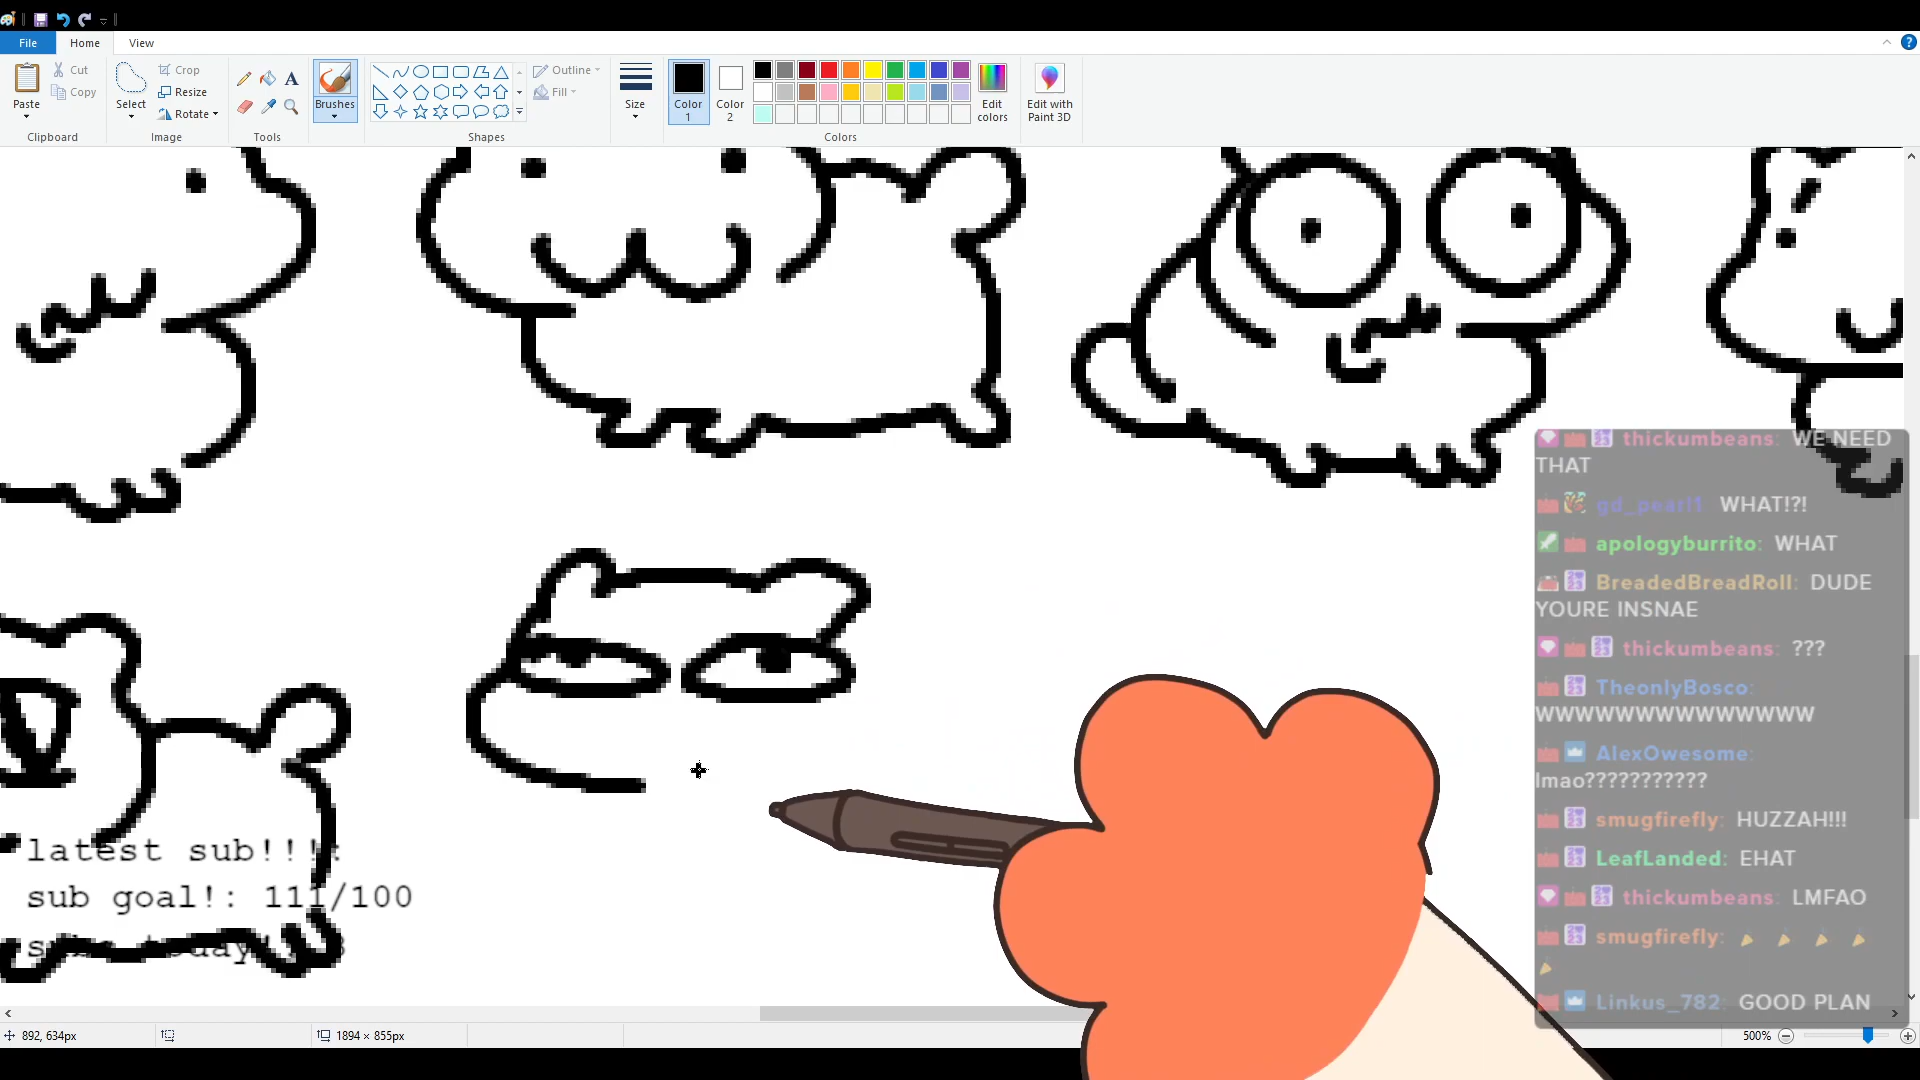 File Home View
Paste
Cut
Copy
Clipboard
Select
Crop
Resize
Rotate
Image
A
Tools
Brushes
Shapes
Outline
Fill
Size
Color
1
Color
2
Edit
colors
Colors
Edit with
Paint 3D
thickumbeans: WE NEED
THAT
gd_pearl1: WHAT!?!
apologyburrito: WHAT
BreadedBreadRoll: DUDE
YOURE INSNAE
thickumbeans: ???
TheonlyBosco:
WWWWWWWWWWWWWW
AlexOwesome:
lmao???????????
smugfirefly: HUZZAH!!!
LeafLanded: EHAT
thickumbeans: LMFAO
smugfirefly:
Linkus_782: GOOD PLAN
latest sub!!!:
sub goal!: 111/100
892, 634px
1894 × 855px
500%